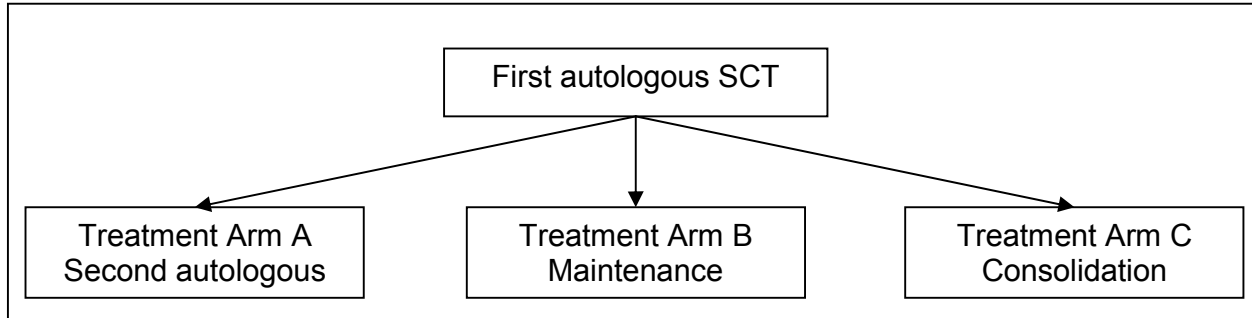 First autologous SCT
Treatment Arm A
Second autologous
Treatment Arm B
Maintenance
Treatment Arm C
Consolidation